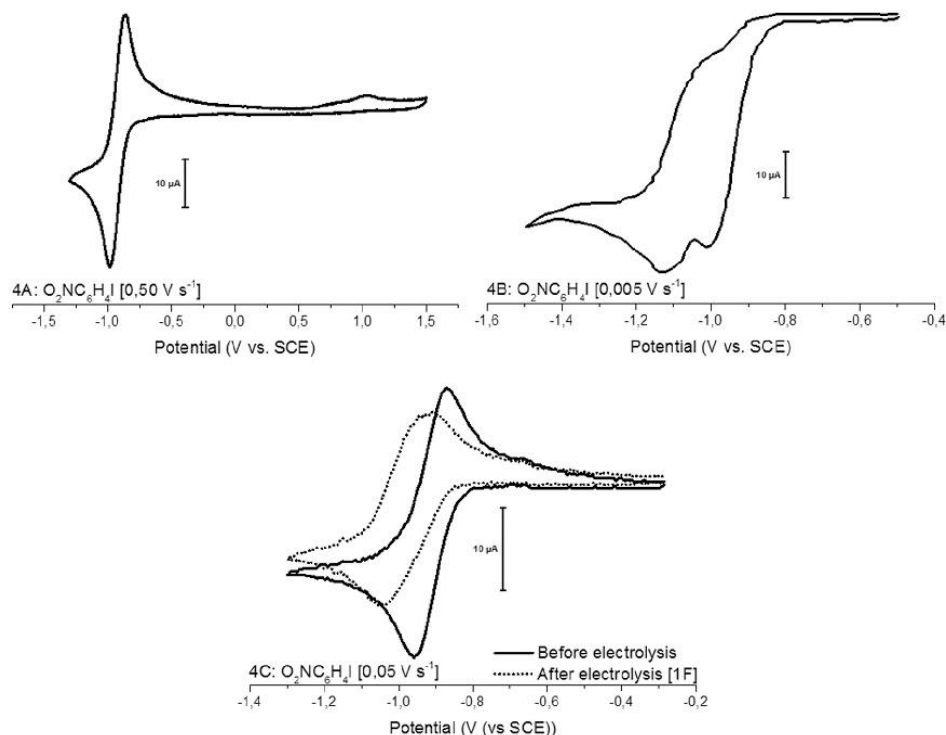 10 µA
4A: O₂NC₆H₄I [0,50 V s⁻¹]
-1,5 -1,0 -0,5 0,0 0,5 1,0 1,5
Potential (V vs. SCE)
10 µA
4B: O₂NC₆H₄I [0,005 V s⁻¹]
-1,6 -1,4 -1,2 -1,0 -0,8 -0,6 -0,4
Potential (V vs. SCE)
10 µA
Before electrolysis
After electrolysis [1F]
4C: O₂NC₆H₄I [0,05 V s⁻¹]
-1,4 -1,2 -1,0 -0,8 -0,6 -0,4 -0,2
Potential (V (vs SCE))